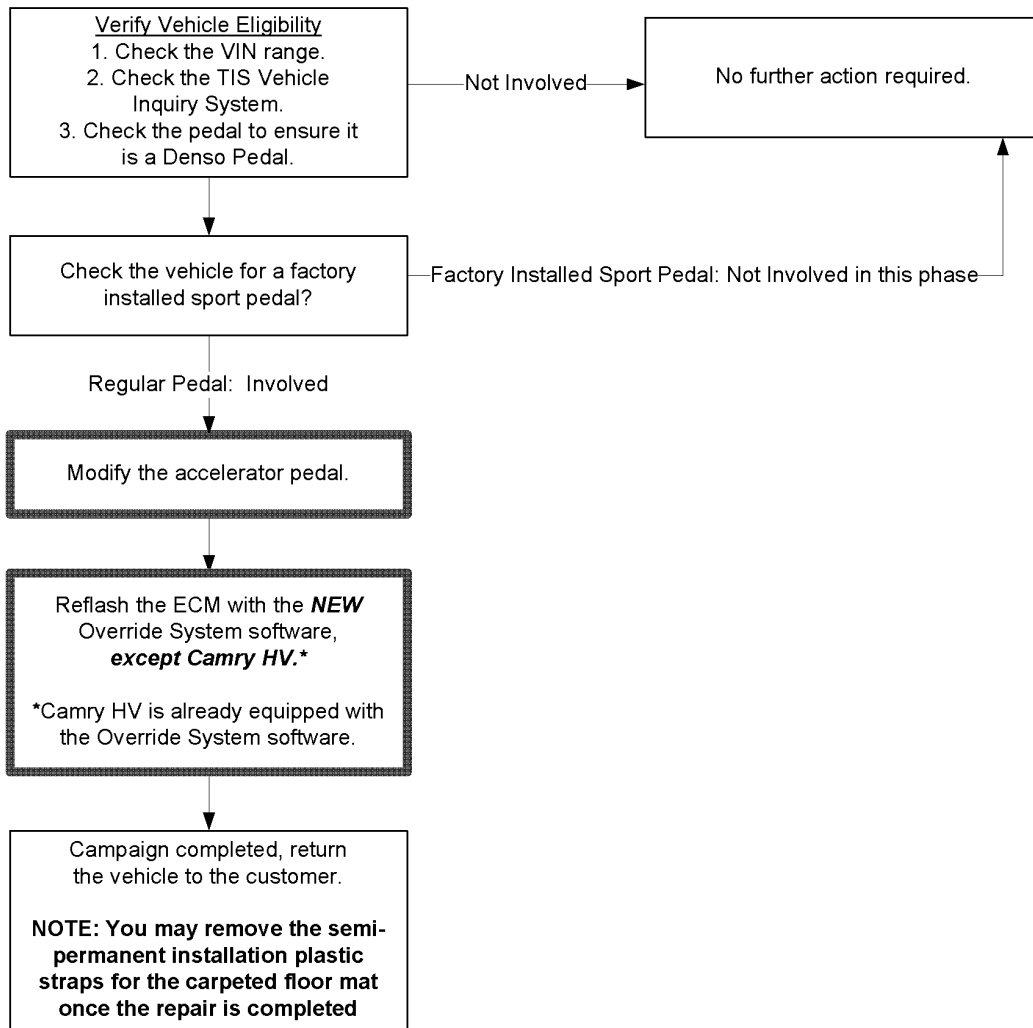 Verify Vehicle Eligibility
1. Check the VIN range.
2. Check the TIS Vehicle
Inquiry System.
3. Check the pedal to ensure it
is a Denso Pedal.
Not Involved
No further action required.
Check the vehicle for a factory
installed sport pedal?
Factory Installed Sport Pedal: Not Involved in this phase
Regular Pedal: Involved
Modify the accelerator pedal.
Reflash the ECM with the NEW
Override System software,
except Camry HV.*
*Camry HV is already equipped with
the Override System software.
Campaign completed, return
the vehicle to the customer.
NOTE: You may remove the semi-
permanent installation plastic
straps for the carpeted floor mat
once the repair is completed